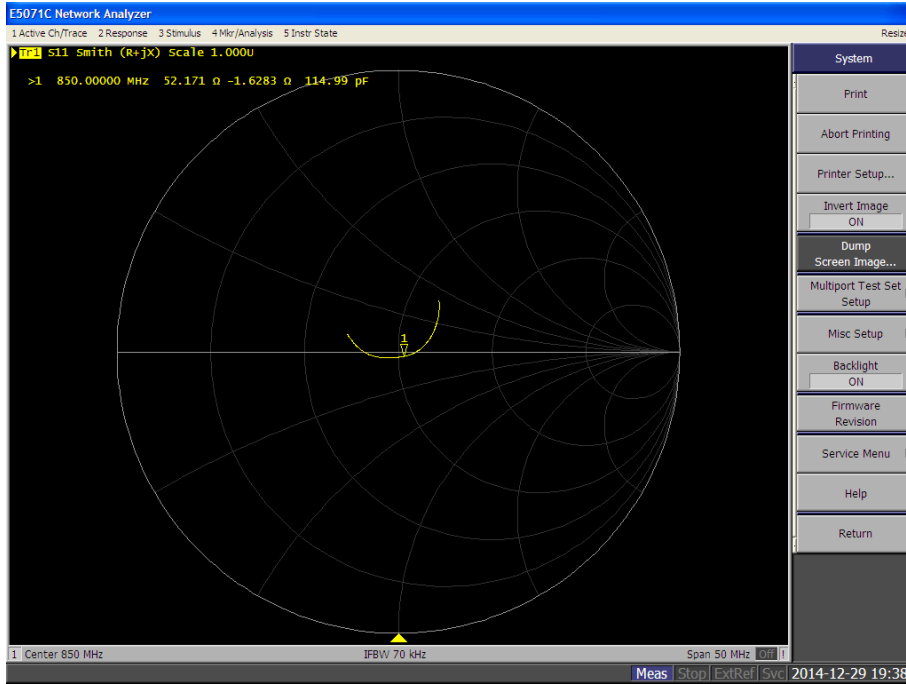 E5071C Network Analyzer
1 Active Ch/Trace 2 Response 3 Stimulus 4 Mkr/Analysis 5 Instr State
Resize
Tr1 S11 Smith (R+jX) Scale 1.000U
>1 850.00000 MHz 52.171 Ω -1.6283 Ω 114.99 pF
1
System
Print
Abort Printing
Printer Setup...
Invert Image
ON
Dump
Screen Image...
Multiport Test Set
Setup
Misc Setup
Backlight
ON
Firmware
Revision
Service Menu
Help
Return
1 Center 850 MHz
IFBW 70 kHz
Span 50 MHz Off !
Meas Stop ExtRef Svc 2014-12-29 19:38